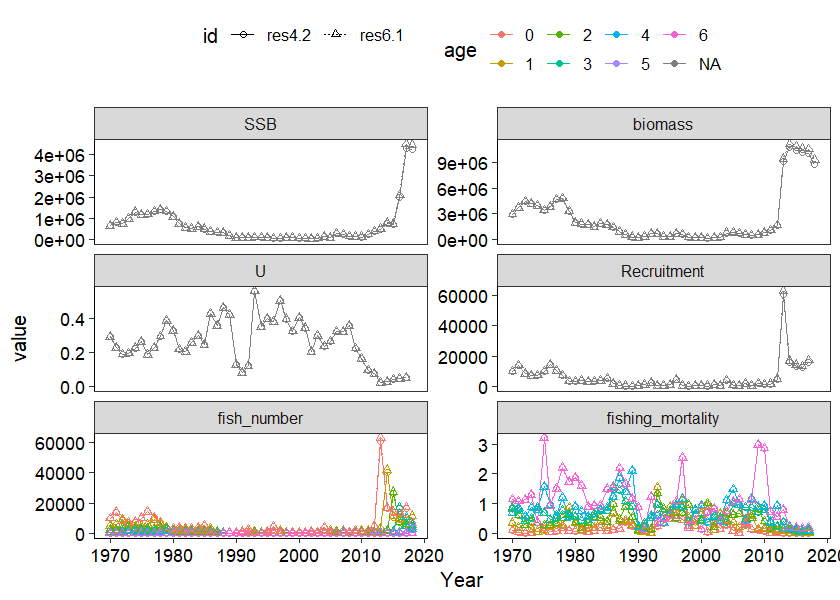 id res4.2 res6.1
age 0 2 4 6
1 3 5 NA
SSB biomass
4e+06
3e+06
2e+06
1e+06
0e+00
9e+06
6e+06
3e+06
0e+00
U Recruitment
0.4
0.2
0.0
60000
40000
20000
0
fish_number fishing_mortality
60000
40000
20000
0
3
2
1
0
1970 1980 1990 2000 2010 2020
1970 1980 1990 2000 2010 2020
value
Year